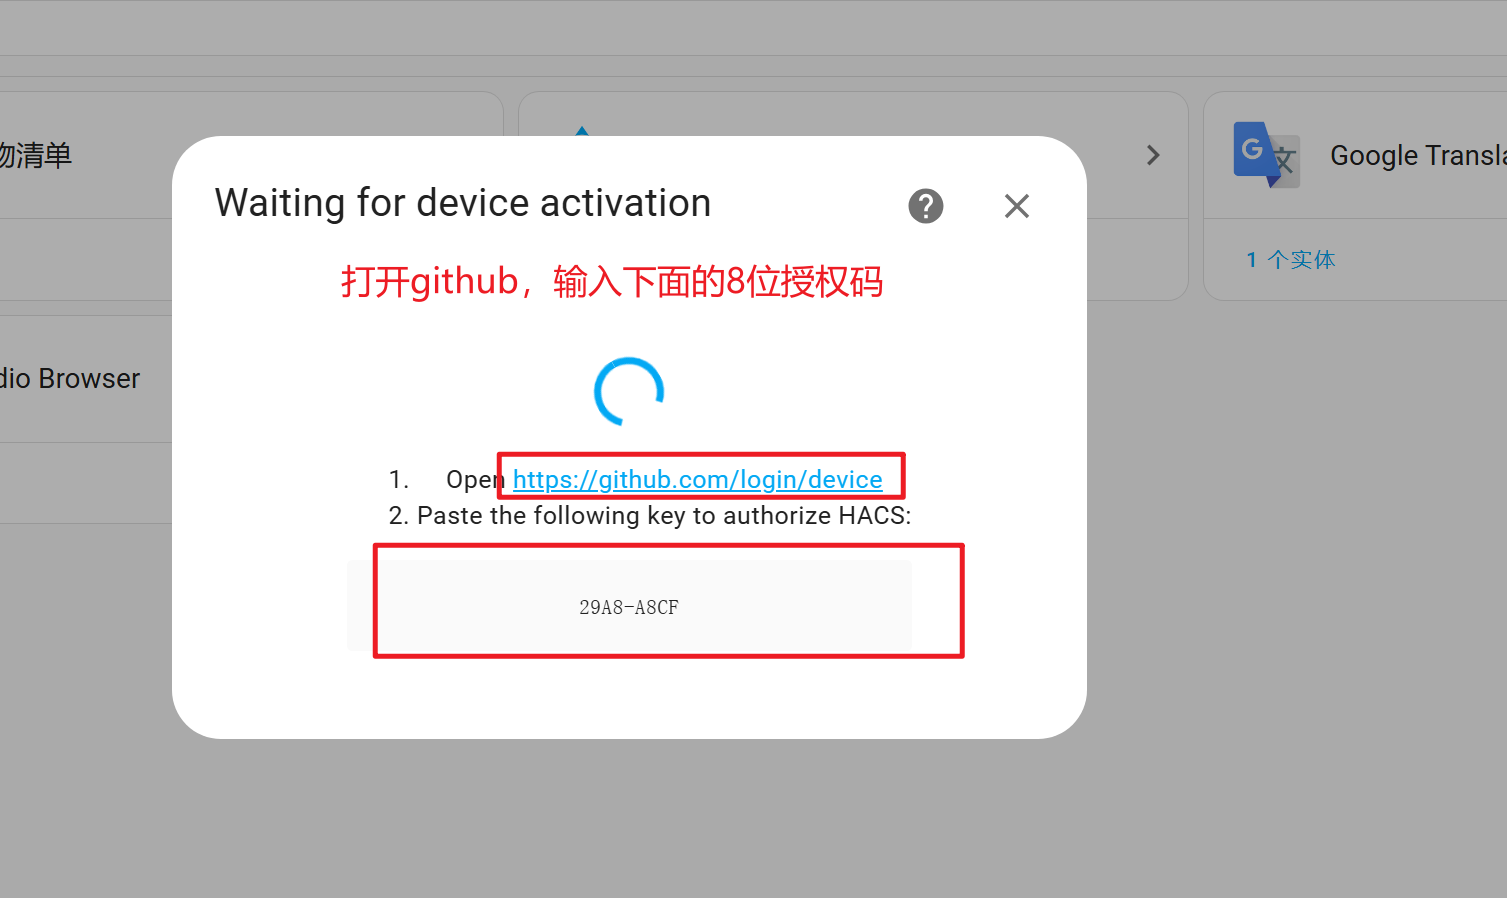 物清单
Google Transla
Waiting for device activation
打开github，输入下面的8位授权码
1 个实体
dio Browser
1. Open https://github.com/login/device
2. Paste the following key to authorize HACS:
29A8-A8CF